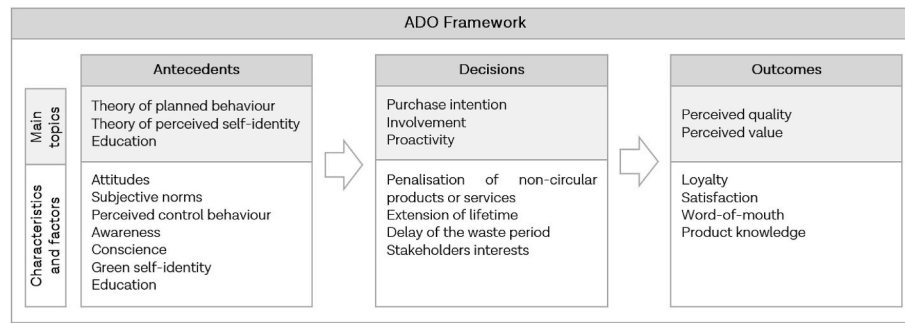 ADO Framework
Antecedents
Decisions
Outcomes
Main
topics
Theory of planned behaviour
Theory of perceived self-identity
Education
Purchase intention
Involvement
Proactivity
Perceived quality
Perceived value
Characteristics
and factors
Attitudes
Subjective norms
Perceived control behaviour
Awareness
Conscience
Green self-identity
Education
Penalisation of non-circular
products or services
Extension of lifetime
Delay of the waste period
Stakeholders interests
Loyalty
Satisfaction
Word-of-mouth
Product knowledge